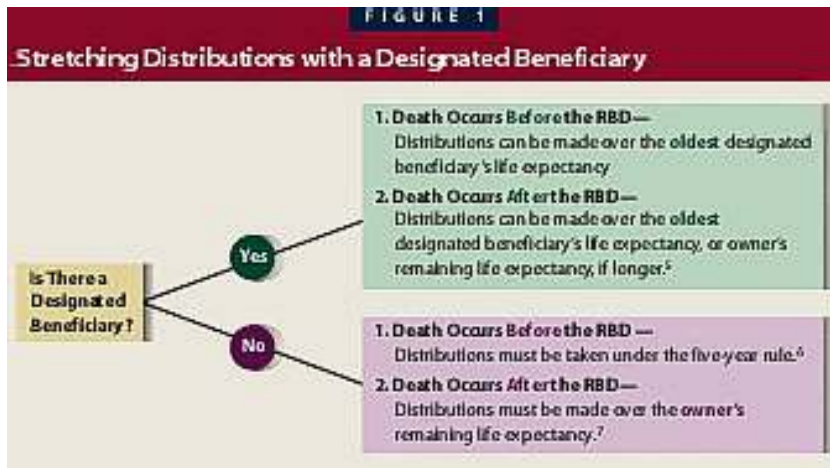 FIGURE 1
Stretching Distributions with a Designated Beneficiary
1. Death Occurs Before the RBD—
Distributions can be made over the oldest designated
beneficiary's life expectancy
2. Death Occurs After the RBD—
Distributions can be made over the oldest
designated beneficiary's life expectancy, or owner's
remaining life expectancy, if longer.⁵
Yes
Is There a
Designated
Beneficiary?
No
1. Death Occurs Before the RBD —
Distributions must be taken under the five-year rule.⁶
2. Death Occurs After the RBD—
Distributions must be made over the owner's
remaining life expectancy.⁷